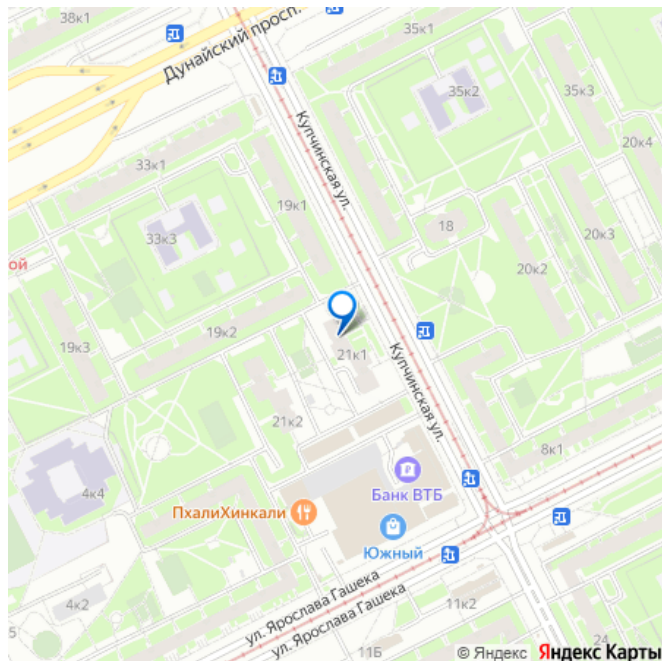 38к1
Дунайский просп.
35к2
35к3
Купчинская ул.
20к4
33к1
19к1
18
20к3
33к3
ой
20к2
19к2
19к3
21к1
Купчинская ул.
21к2
8к1
4к4
Банк ВТБ
ПхалиХинкали
Южный
ул. Ярослава Гашека
4к2
11к2
5
ул. Ярослава Гашека
24
11Б
© Яндекс Яндекс Карты